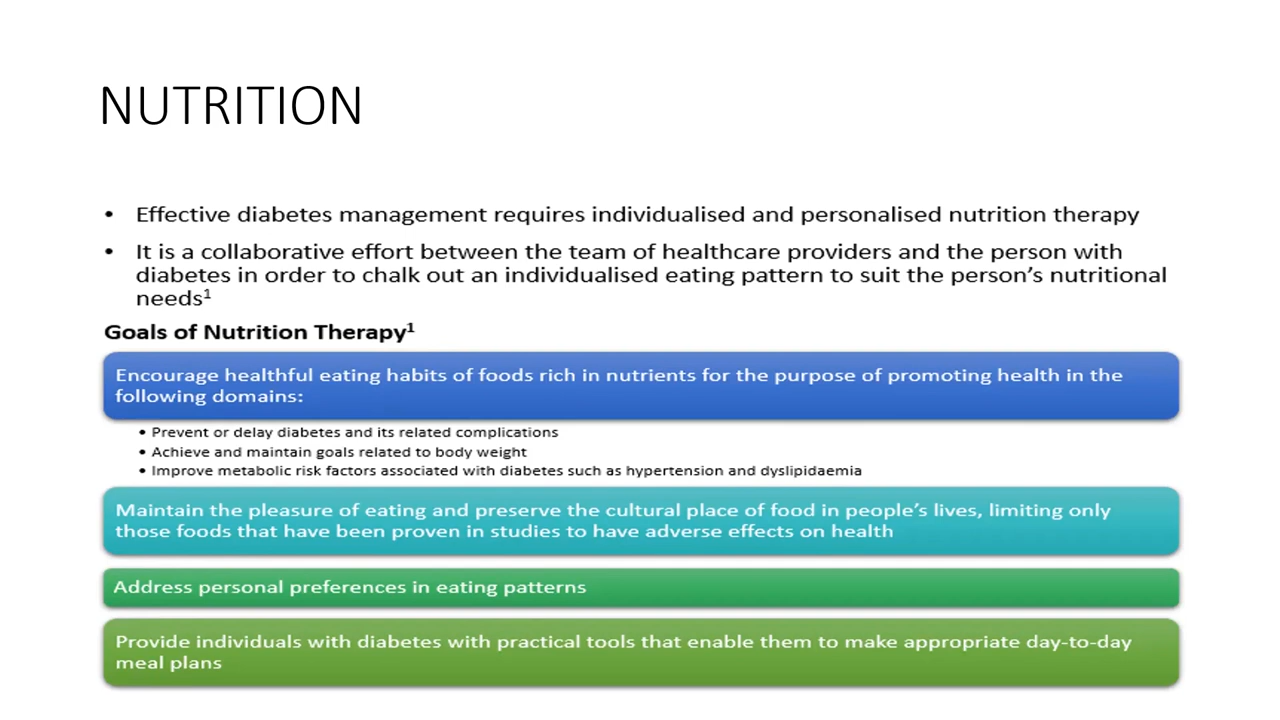 NUTRITION
• Effective diabetes management requires individualised and personalised nutrition therapy
• It is a collaborative effort between the team of healthcare providers and the person with
diabetes in order to chalk out an individualised eating pattern to suit the person’s nutritional
needs¹
Goals of Nutrition Therapy¹
Encourage healthful eating habits of foods rich in nutrients for the purpose of promoting health in the
following domains:
• Prevent or delay diabetes and its related complications
• Achieve and maintain goals related to body weight
• Improve metabolic risk factors associated with diabetes such as hypertension and dyslipidaemia
Maintain the pleasure of eating and preserve the cultural place of food in people’s lives, limiting only
those foods that have been proven in studies to have adverse effects on health
Address personal preferences in eating patterns
Provide individuals with diabetes with practical tools that enable them to make appropriate day-to-day
meal plans